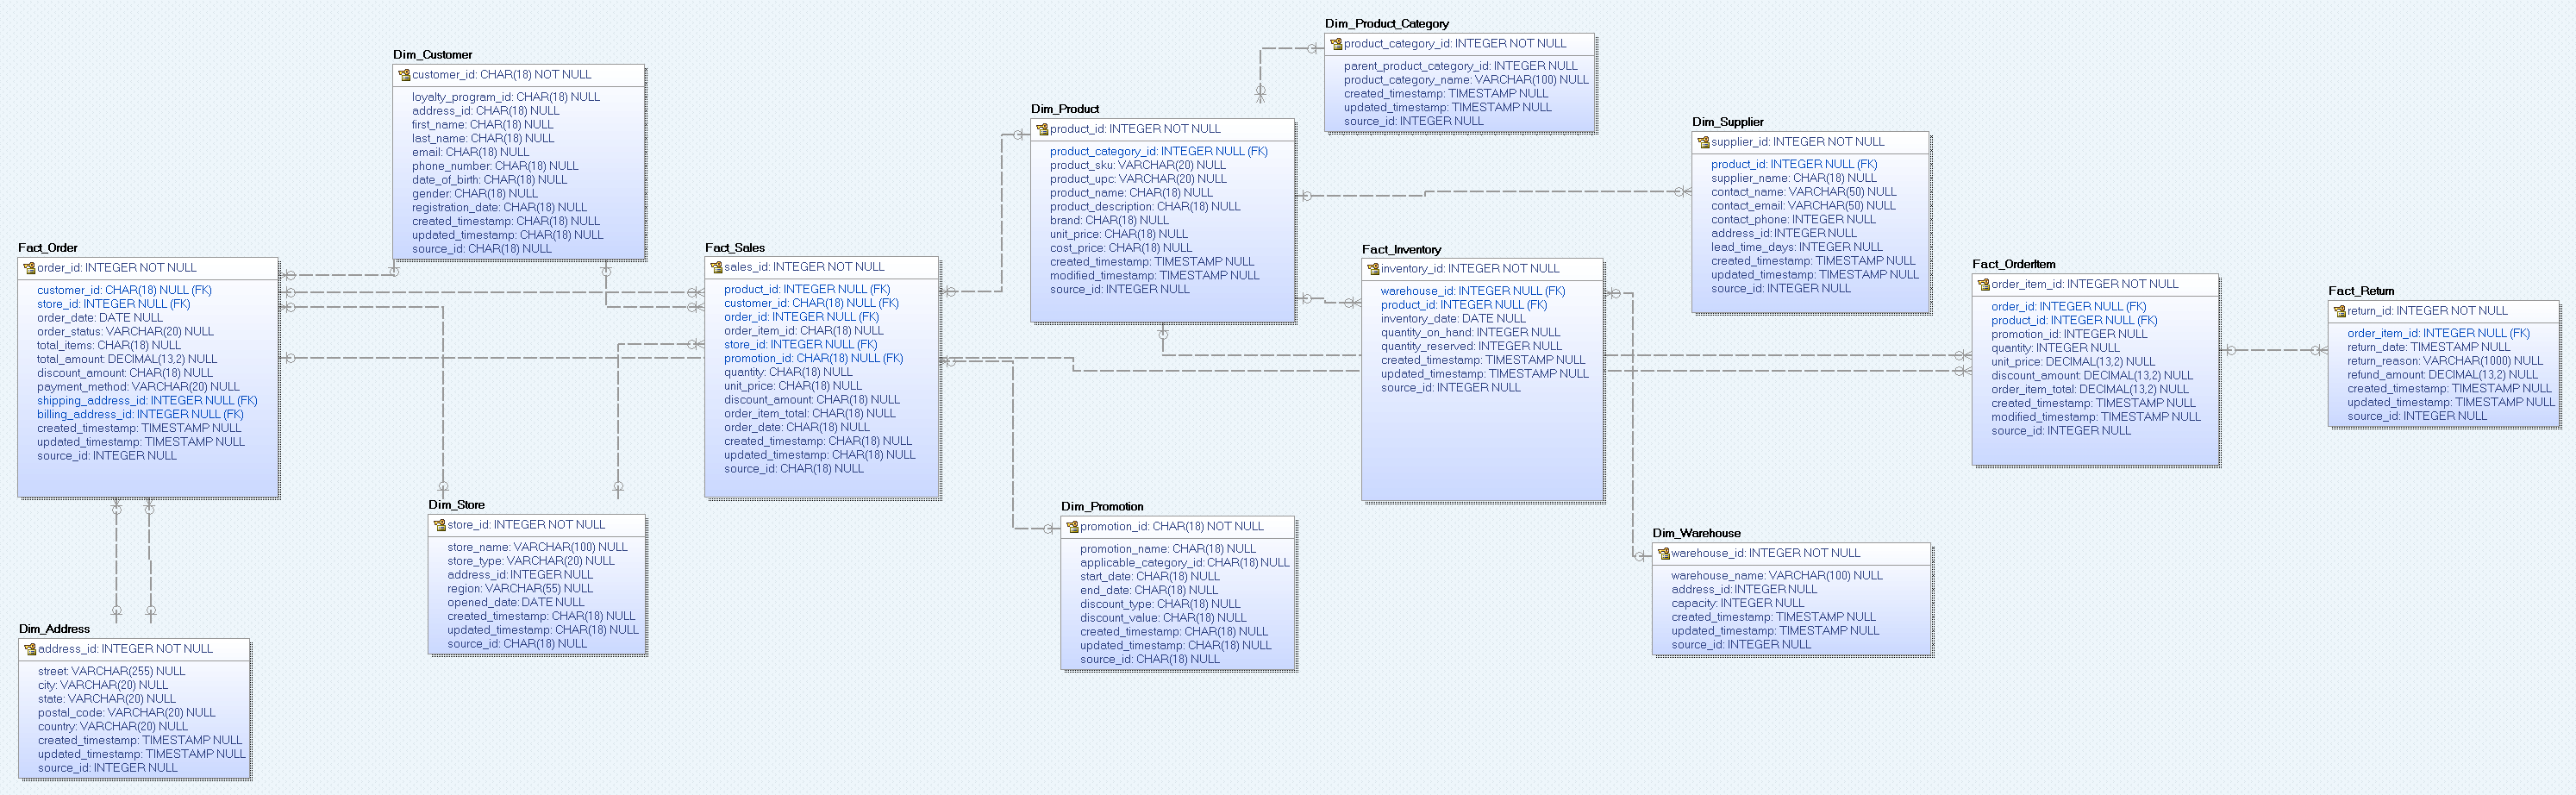 Dim_Customer
customer_id: CHAR(18) NOT NULL
loyalty_program_id: CHAR(18) NULL
address_id: CHAR(18) NULL
first_name: CHAR(18) NULL
last_name: CHAR(18) NULL
email: CHAR(18) NULL
phone_number: CHAR(18) NULL
date_of_birth: CHAR(18) NULL
gender: CHAR(18) NULL
registration_date: CHAR(18) NULL
created_timestamp: CHAR(18) NULL
updated_timestamp: CHAR(18) NULL
source_id: CHAR(18) NULL
Fact_Order
order_id: INTEGER NOT NULL
customer_id: CHAR(18) NULL (FK)
store_id: INTEGER NULL (FK)
order_date: DATE NULL
order_status: VARCHAR(20) NULL
total_items: CHAR(18) NULL
total_amount: DECIMAL(13,2) NULL
discount_amount: CHAR(18) NULL
payment_method: VARCHAR(20) NULL
shipping_address_id: INTEGER NULL (FK)
billing_address_id: INTEGER NULL (FK)
created_timestamp: TIMESTAMP NULL
updated_timestamp: TIMESTAMP NULL
source_id: INTEGER NULL
Dim_Address
address_id: INTEGER NOT NULL
street: VARCHAR(255) NULL
city: VARCHAR(20) NULL
state: VARCHAR(20) NULL
postal_code: VARCHAR(20) NULL
country: VARCHAR(20) NULL
created_timestamp: TIMESTAMP NULL
updated_timestamp: TIMESTAMP NULL
source_id: INTEGER NULL
Dim_Store
store_id: INTEGER NOT NULL
store_name: VARCHAR(100) NULL
store_type: VARCHAR(20) NULL
address_id: INTEGER NULL
region: VARCHAR(55) NULL
opened_date: DATE NULL
created_timestamp: CHAR(18) NULL
updated_timestamp: CHAR(18) NULL
source_id: CHAR(18) NULL
Fact_Sales
sales_id: INTEGER NOT NULL
product_id: INTEGER NULL (FK)
customer_id: CHAR(18) NULL (FK)
order_id: INTEGER NULL (FK)
order_item_id: CHAR(18) NULL
store_id: INTEGER NULL (FK)
promotion_id: CHAR(18) NULL (FK)
quantity: CHAR(18) NULL
unit_price: CHAR(18) NULL
discount_amount: CHAR(18) NULL
order_item_total: CHAR(18) NULL
order_date: CHAR(18) NULL
created_timestamp: CHAR(18) NULL
updated_timestamp: CHAR(18) NULL
source_id: CHAR(18) NULL
Dim_Product
product_id: INTEGER NOT NULL
product_category_id: INTEGER NULL (FK)
product_sku: VARCHAR(20) NULL
product_upc: VARCHAR(20) NULL
product_name: CHAR(18) NULL
product_description: CHAR(18) NULL
brand: CHAR(18) NULL
unit_price: CHAR(18) NULL
cost_price: CHAR(18) NULL
created_timestamp: TIMESTAMP NULL
modified_timestamp: TIMESTAMP NULL
source_id: INTEGER NULL
Dim_Promotion
promotion_id: CHAR(18) NOT NULL
promotion_name: CHAR(18) NULL
applicable_category_id: CHAR(18) NULL
start_date: CHAR(18) NULL
end_date: CHAR(18) NULL
discount_type: CHAR(18) NULL
discount_value: CHAR(18) NULL
created_timestamp: CHAR(18) NULL
updated_timestamp: CHAR(18) NULL
source_id: CHAR(18) NULL
Dim_Product_Category
product_category_id: INTEGER NOT NULL
parent_product_category_id: INTEGER NULL
product_category_name: VARCHAR(100) NULL
created_timestamp: TIMESTAMP NULL
updated_timestamp: TIMESTAMP NULL
source_id: INTEGER NULL
Fact_Inventory
inventory_id: INTEGER NOT NULL
warehouse_id: INTEGER NULL (FK)
product_id: INTEGER NULL (FK)
inventory_date: DATE NULL
quantity_on_hand: INTEGER NULL
quantity_reserved: INTEGER NULL
created_timestamp: TIMESTAMP NULL
updated_timestamp: TIMESTAMP NULL
source_id: INTEGER NULL
Dim_Supplier
supplier_id: INTEGER NOT NULL
product_id: INTEGER NULL (FK)
supplier_name: CHAR(18) NULL
contact_name: VARCHAR(50) NULL
contact_email: VARCHAR(50) NULL
contact_phone: INTEGER NULL
address_id: INTEGER NULL
lead_time_days: INTEGER NULL
created_timestamp: TIMESTAMP NULL
updated_timestamp: TIMESTAMP NULL
source_id: INTEGER NULL
Dim_Warehouse
warehouse_id: INTEGER NOT NULL
warehouse_name: VARCHAR(100) NULL
address_id: INTEGER NULL
capacity: INTEGER NULL
created_timestamp: TIMESTAMP NULL
updated_timestamp: TIMESTAMP NULL
source_id: INTEGER NULL
Fact_OrderItem
order_item_id: INTEGER NOT NULL
order_id: INTEGER NULL (FK)
product_id: INTEGER NULL (FK)
promotion_id: INTEGER NULL
quantity: INTEGER NULL
unit_price: DECIMAL(13,2) NULL
discount_amount: DECIMAL(13,2) NULL
order_item_total: DECIMAL(13,2) NULL
created_timestamp: TIMESTAMP NULL
modified_timestamp: TIMESTAMP NULL
source_id: INTEGER NULL
Fact_Return
return_id: INTEGER NOT NULL
order_item_id: INTEGER NULL (FK)
return_date: TIMESTAMP NULL
return_reason: VARCHAR(1000) NULL
refund_amount: DECIMAL(13,2) NULL
created_timestamp: TIMESTAMP NULL
updated_timestamp: TIMESTAMP NULL
source_id: INTEGER NULL